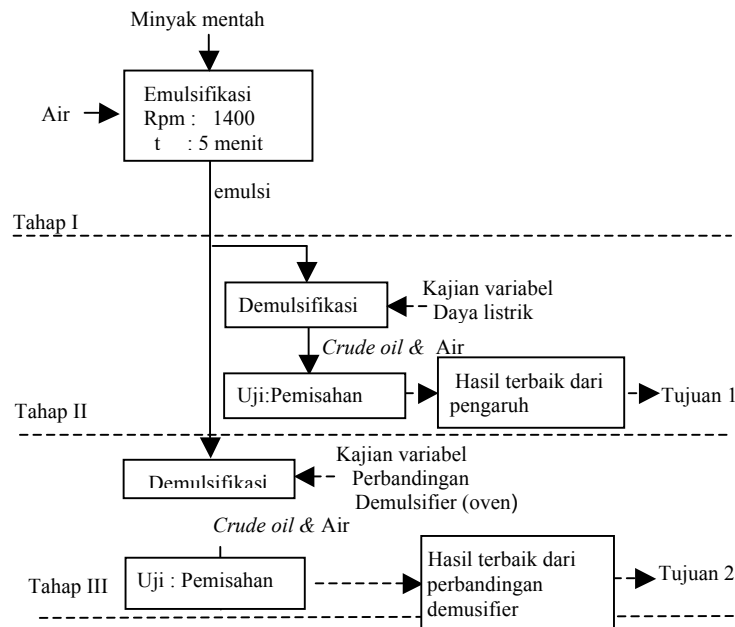 Minyak mentah
Air
Emulsifikasi
Rpm : 1400
t : 5 menit
emulsi
Tahap I
Demulsifikasi
Kajian variabel
Daya listrik
Crude oil & Air
Uji:Pemisahan
Hasil terbaik dari
pengaruh
Tujuan 1
Tahap II
Demulsifikasi
Kajian variabel
Perbandingan
Demulsifier (oven)
Crude oil & Air
Tahap III
Uji : Pemisahan
Hasil terbaik dari
perbandingan
demusifier
Tujuan 2